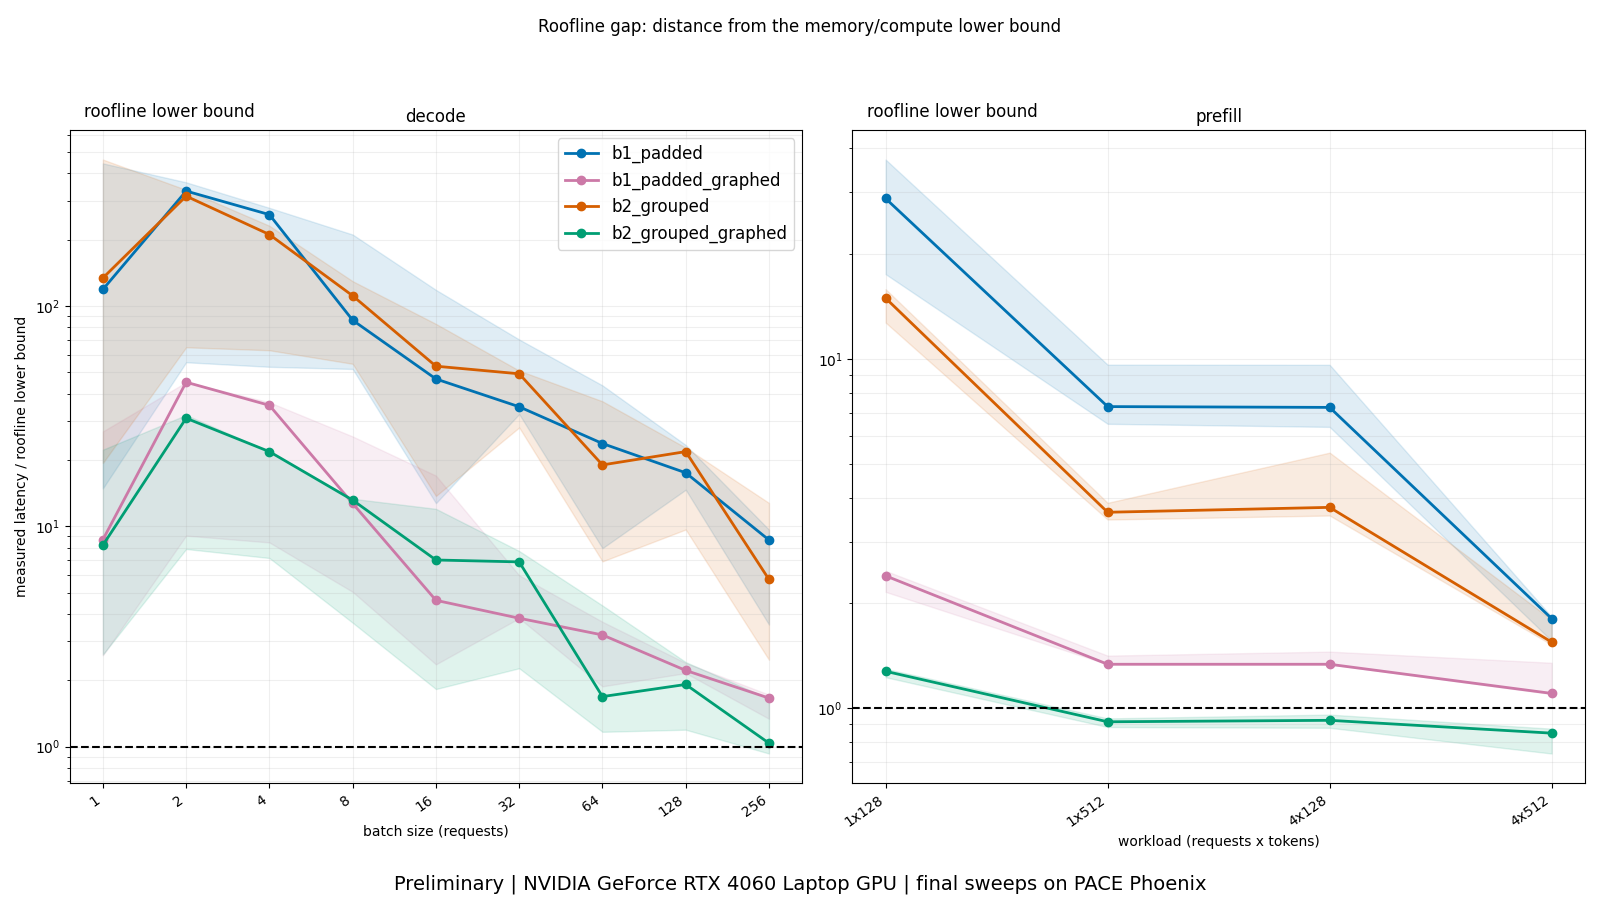 Roofline gap: distance from the memory/compute lower bound
roofline lower bound
decode
b1_padded
b1_padded_graphed
b2_grouped
b2_grouped_graphed
measured latency / roofline lower bound
10²
10¹
10⁰
1
2
4
8
16
32
64
128
256
batch size (requests)
roofline lower bound
prefill
10¹
10⁰
1x128
1x512
4x128
4x512
workload (requests x tokens)
Preliminary | NVIDIA GeForce RTX 4060 Laptop GPU | final sweeps on PACE Phoenix